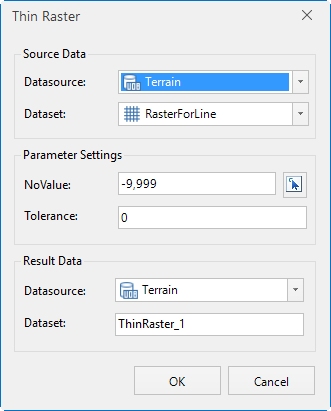 Thin Raster
Source Data
Datasource: Terrain
Dataset: RasterForLine
Parameter Settings
NoValue: -9,999
Tolerance: 0
Result Data
Datasource: Terrain
Dataset: ThinRaster_1
OK Cancel